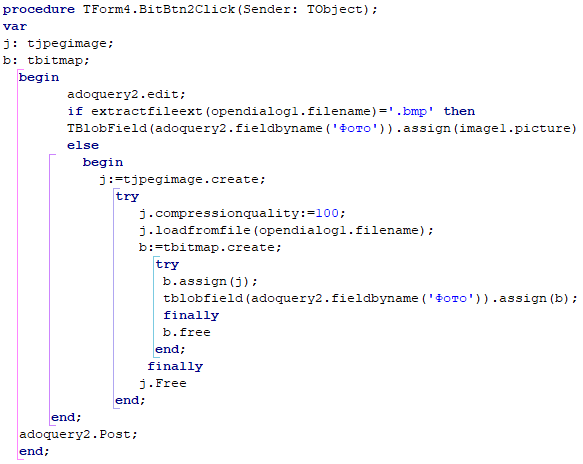 procedure TForm4.BitBtn2Click(Sender: TObject);
var
j: tjpegimage;
b: tbitmap;
begin
adoquery2.edit;
if extractfileext(opendialog1.filename)='.bmp' then
TBlobField(adoquery2.fieldbyname('Фото')).assign(image1.picture)
else
begin
j:=tjpegimage.create;
try
j.compressionquality:=100;
j.loadfromfile(opendialog1.filename);
b:=tbitmap.create;
try
b.assign(j);
tblobfield(adoquery2.fieldbyname('Фото')).assign(b);
finally
b.free
end;
finally
j.Free
end;
end;
adoquery2.Post;
end;